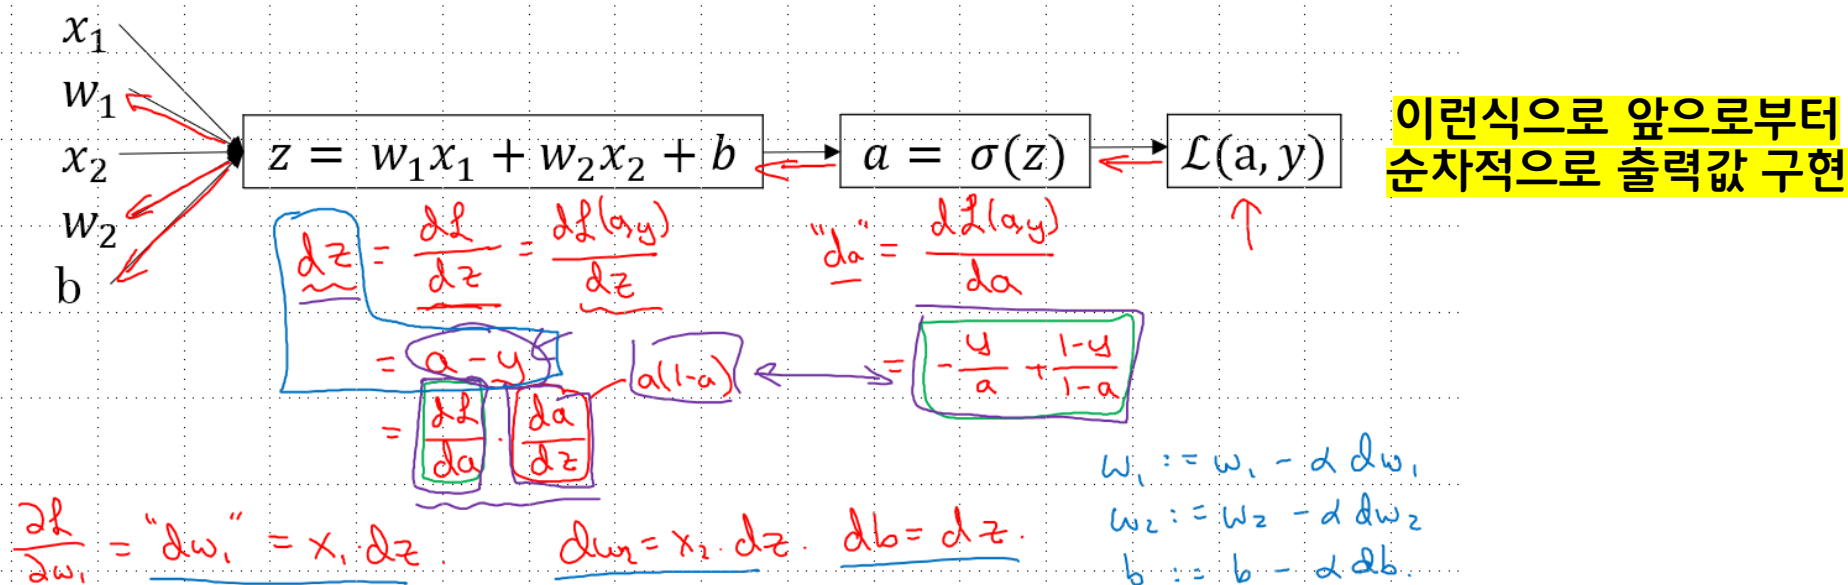 x₁
w₁
x₂
w₂
b
z = w₁x₁ + w₂x₂ + b
a = σ(z)
ℒ(a, y)
이런식으로 앞으로부터
순차적으로 출력값 구현
dz = dℒ/dz = dℒ(a,y)/dz
"da" = dℒ(a,y)/da
= a - y
a(1-a)
= -y/a + (1-y)/(1-a)
= dℒ/da · da/dz
∂ℒ/∂w₁ = "dw₁" = x₁·dz.
dw₂ = x₂·dz.
db = dz.
w₁ := w₁ - α dw₁
w₂ := w₂ - α dw₂
b := b - α db.